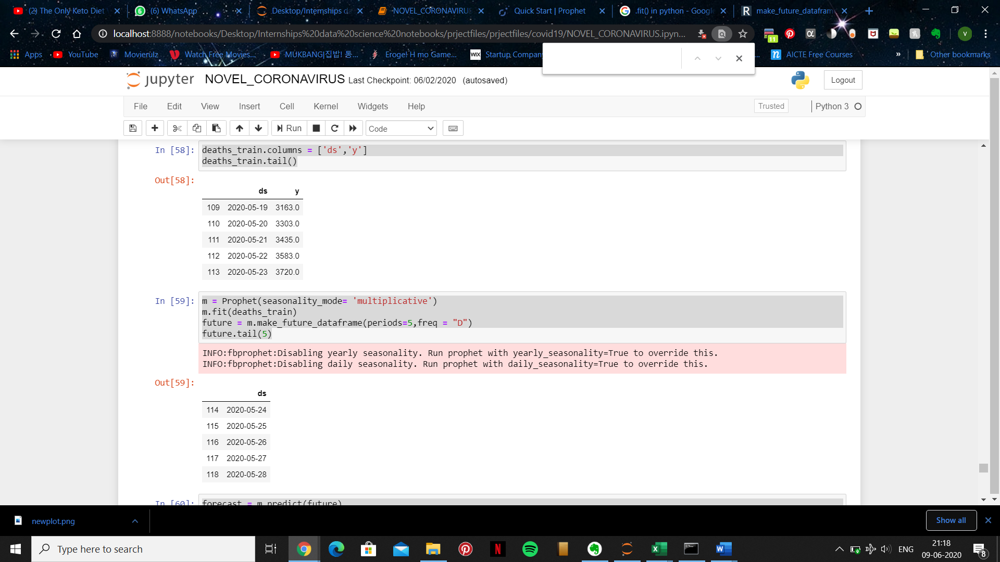 (2) The Only Keto Diet
(6) WhatsApp
Desktop/Internships da
NOVEL_CORONAVIRUS
Quick Start | Prophet
.fit() in python - Google
make_future_datafram
localhost:8888/notebooks/Desktop/Internships%20data%20science%20notebooks/prjectfiles/prjectfiles/covid19/NOVEL_CORONAVIRUS.ipyn...
11
V
Apps
YouTube
Movierulz
Watch Free Movies...
MUKBANG|집밥! 통...
Eroge! H mo Game...
WIX
Startup Compan
...
AICTE Free Courses
»
Other bookmarks
jupyter
NOVEL_CORONAVIRUS Last Checkpoint: 06/02/2020 (autosaved)
Logout
File Edit View Insert Cell Kernel Widgets Help
Trusted
Python 3
Run
Code
In [58]: deaths_train.columns = ['ds','y']
deaths_train.tail()
Out[58]:
ds y
109 2020-05-19 3163.0
110 2020-05-20 3303.0
111 2020-05-21 3435.0
112 2020-05-22 3583.0
113 2020-05-23 3720.0
In [59]: m = Prophet(seasonality_mode= 'multiplicative')
m.fit(deaths_train)
future = m.make_future_dataframe(periods=5,freq = "D")
future.tail(5)
INFO:fbprophet:Disabling yearly seasonality. Run prophet with yearly_seasonality=True to override this.
INFO:fbprophet:Disabling daily seasonality. Run prophet with daily_seasonality=True to override this.
Out[59]:
ds
114 2020-05-24
115 2020-05-25
116 2020-05-26
117 2020-05-27
118 2020-05-28
In [60]: forecast = m.predict(future)
newplot.png
Show all
Type here to search
ENG
21:18
09-06-2020
8